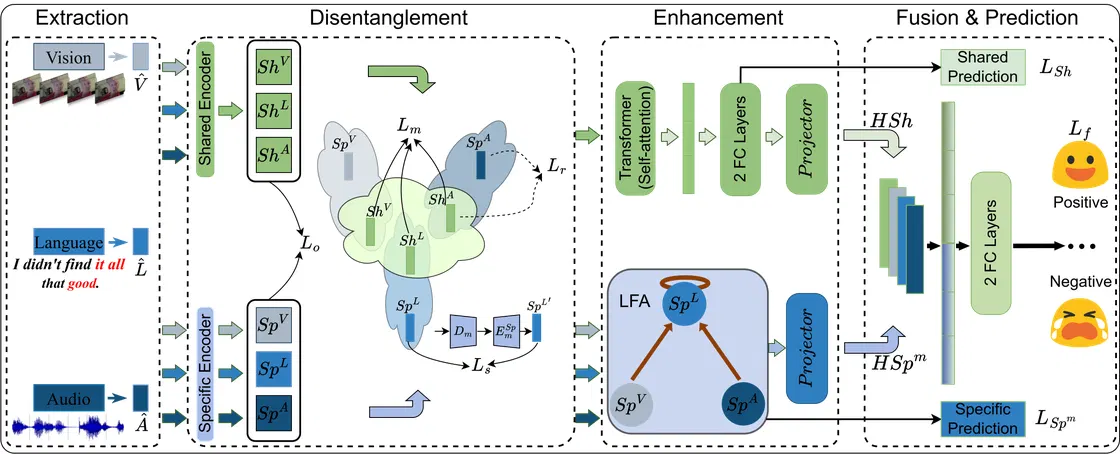 Extraction
Disentanglement
Enhancement
Fusion & Prediction
Vision
V̂
Language
L̂
I didn't find it all
that good.
Audio
Â
Shared Encoder
Sh^V
Sh^L
Sh^A
L_o
Specific Encoder
Sp^V
Sp^L
Sp^A
L_m
Sp^V
Sp^A
L_r
Sh^V
Sh^A
Sh^L
Sp^L
Sp^L'
D_m
E_m^Sp
L_s
Transformer
(Self-attention)
2 FC Layers
Projector
LFA
Sp^L
Sp^V
Sp^A
Projector
Shared
Prediction
L_Sh
HSh
L_f
Positive
2 FC Layers
Negative
HSp^m
Specific
Prediction
L_Sp^m